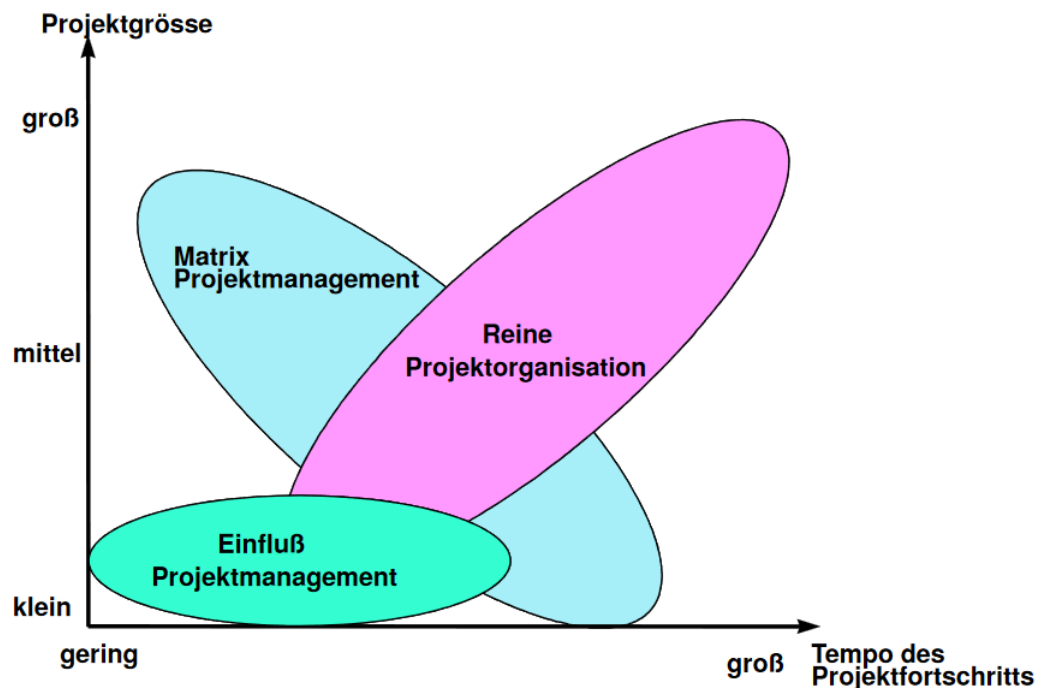 Projektgrösse
groß
Matrix
Projektmanagement
Reine
Projektorganisation
mittel
Einfluß
Projektmanagement
klein
gering
groß
Tempo des
Projektfortschritts